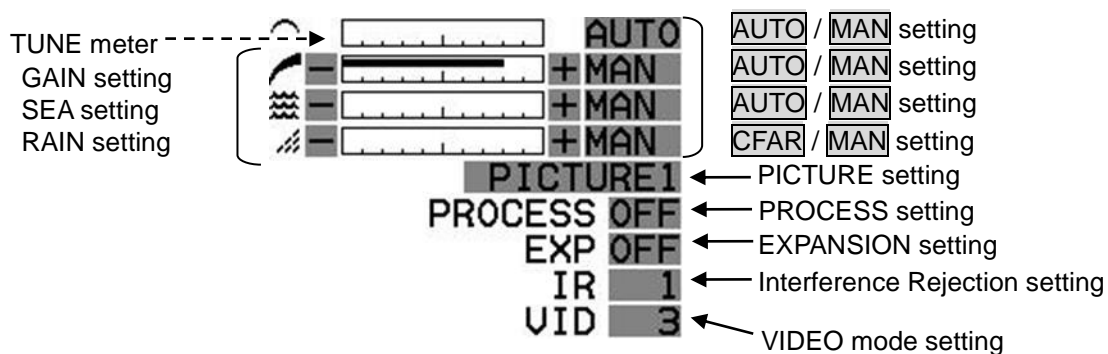 TUNE meter AUTO AUTO / MAN setting
GAIN setting − + MAN AUTO / MAN setting
SEA setting − + MAN AUTO / MAN setting
RAIN setting − + MAN CFAR / MAN setting
PICTURE1 PICTURE setting
PROCESS OFF PROCESS setting
EXP OFF EXPANSION setting
IR 1 Interference Rejection setting
VID 3 VIDEO mode setting